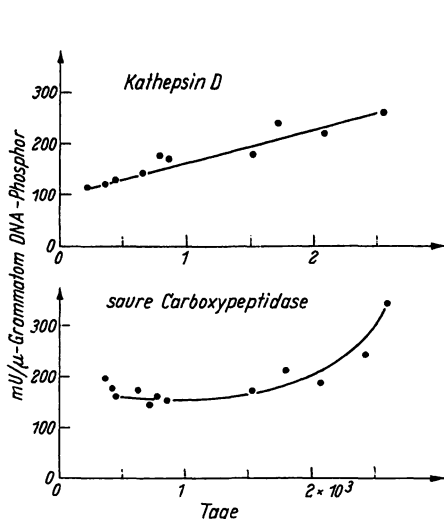 Kathepsin D
300
200
100
0
0 1 2
saure Carboxypeptidase
300
200
100
0
0 1 2×10³
Tage
mU/μ-Grammatom DNA-Phosphor